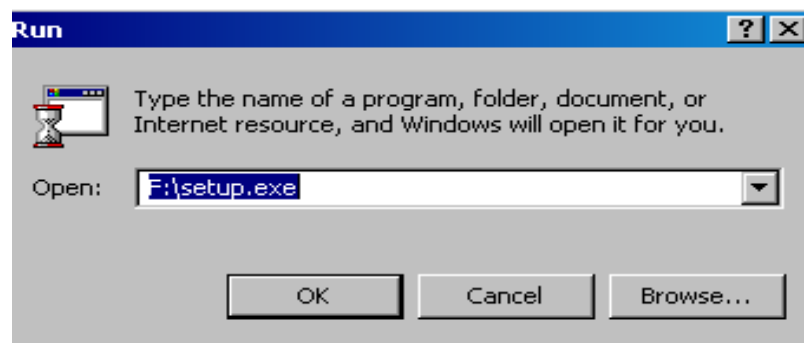 Run
Type the name of a program, folder, document, or
Internet resource, and Windows will open it for you.
Open: F:\setup.exe
OK Cancel Browse...